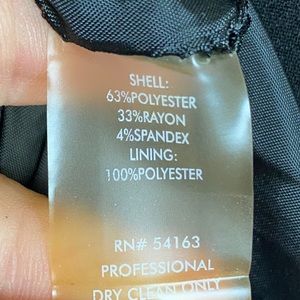 SHELL:
63%POLYESTER
33%RAYON
4%SPANDEX
LINING:
100%POLYESTER
RN# 54163
PROFESSIONAL
DRY CLEAN ONLY